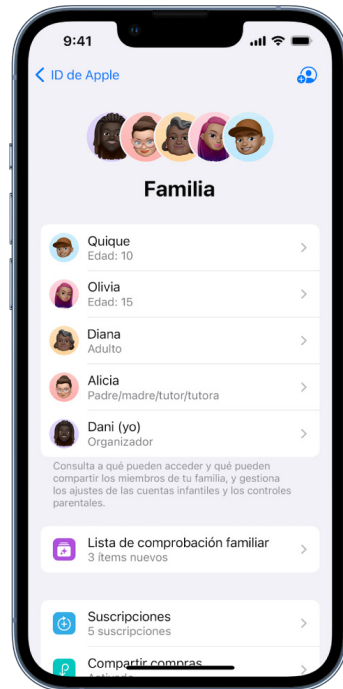 9:41
ID de Apple
Familia
Quique
Edad: 10
Olivia
Edad: 15
Diana
Adulto
Alicia
Padre/madre/tutor/tutora
Dani (yo)
Organizador
Consulta a qué pueden acceder y qué pueden
compartir los miembros de tu familia, y gestiona
los ajustes de las cuentas infantiles y los controles
parentales.
Lista de comprobación familiar
3 ítems nuevos
Suscripciones
5 suscripciones
Compartir compras
Activado